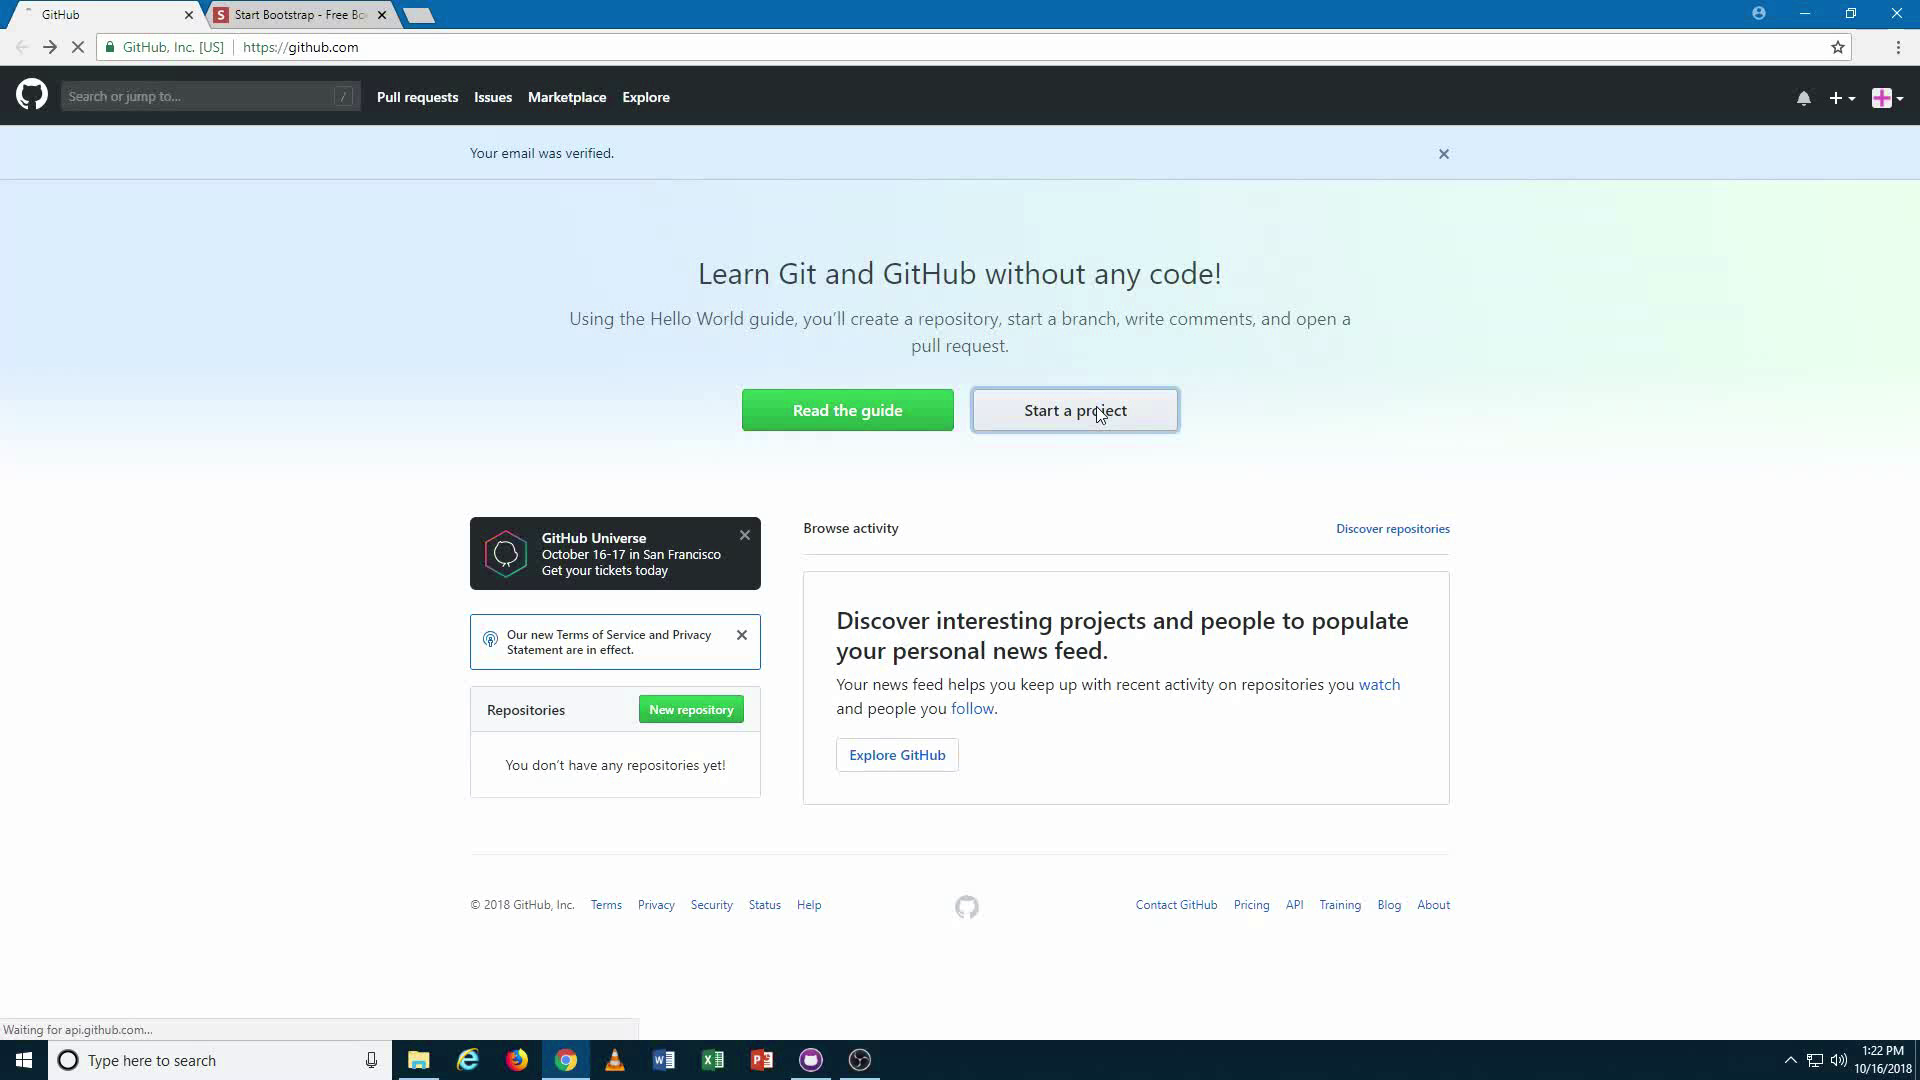 GitHub
Start Bootstrap - Free Bo
GitHub, Inc. [US]
https://github.com
Search or jump to...
/
Pull requests
Issues
Marketplace
Explore
Your email was verified.
Learn Git and GitHub without any code!
Using the Hello World guide, you’ll create a repository, start a branch, write comments, and open a
pull request.
Read the guide
Start a project
GitHub Universe
October 16-17 in San Francisco
Get your tickets today
Our new Terms of Service and Privacy
Statement are in effect.
Repositories
New repository
You don’t have any repositories yet!
Browse activity
Discover repositories
Discover interesting projects and people to populate
your personal news feed.
Your news feed helps you keep up with recent activity on repositories you watch
and people you follow.
Explore GitHub
© 2018 GitHub, Inc.
Terms
Privacy
Security
Status
Help
Contact GitHub
Pricing
API
Training
Blog
About
Waiting for api.github.com...
Type here to search
1:22 PM
10/16/2018